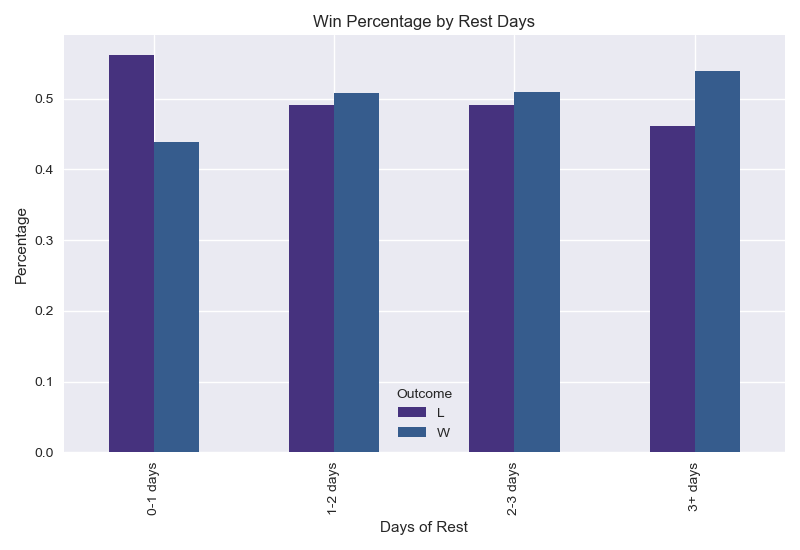 Win Percentage by Rest Days
Percentage
0.5
0.4
0.3
0.2
0.1
0.0
Outcome
L
W
0-1 days
1-2 days
2-3 days
3+ days
Days of Rest